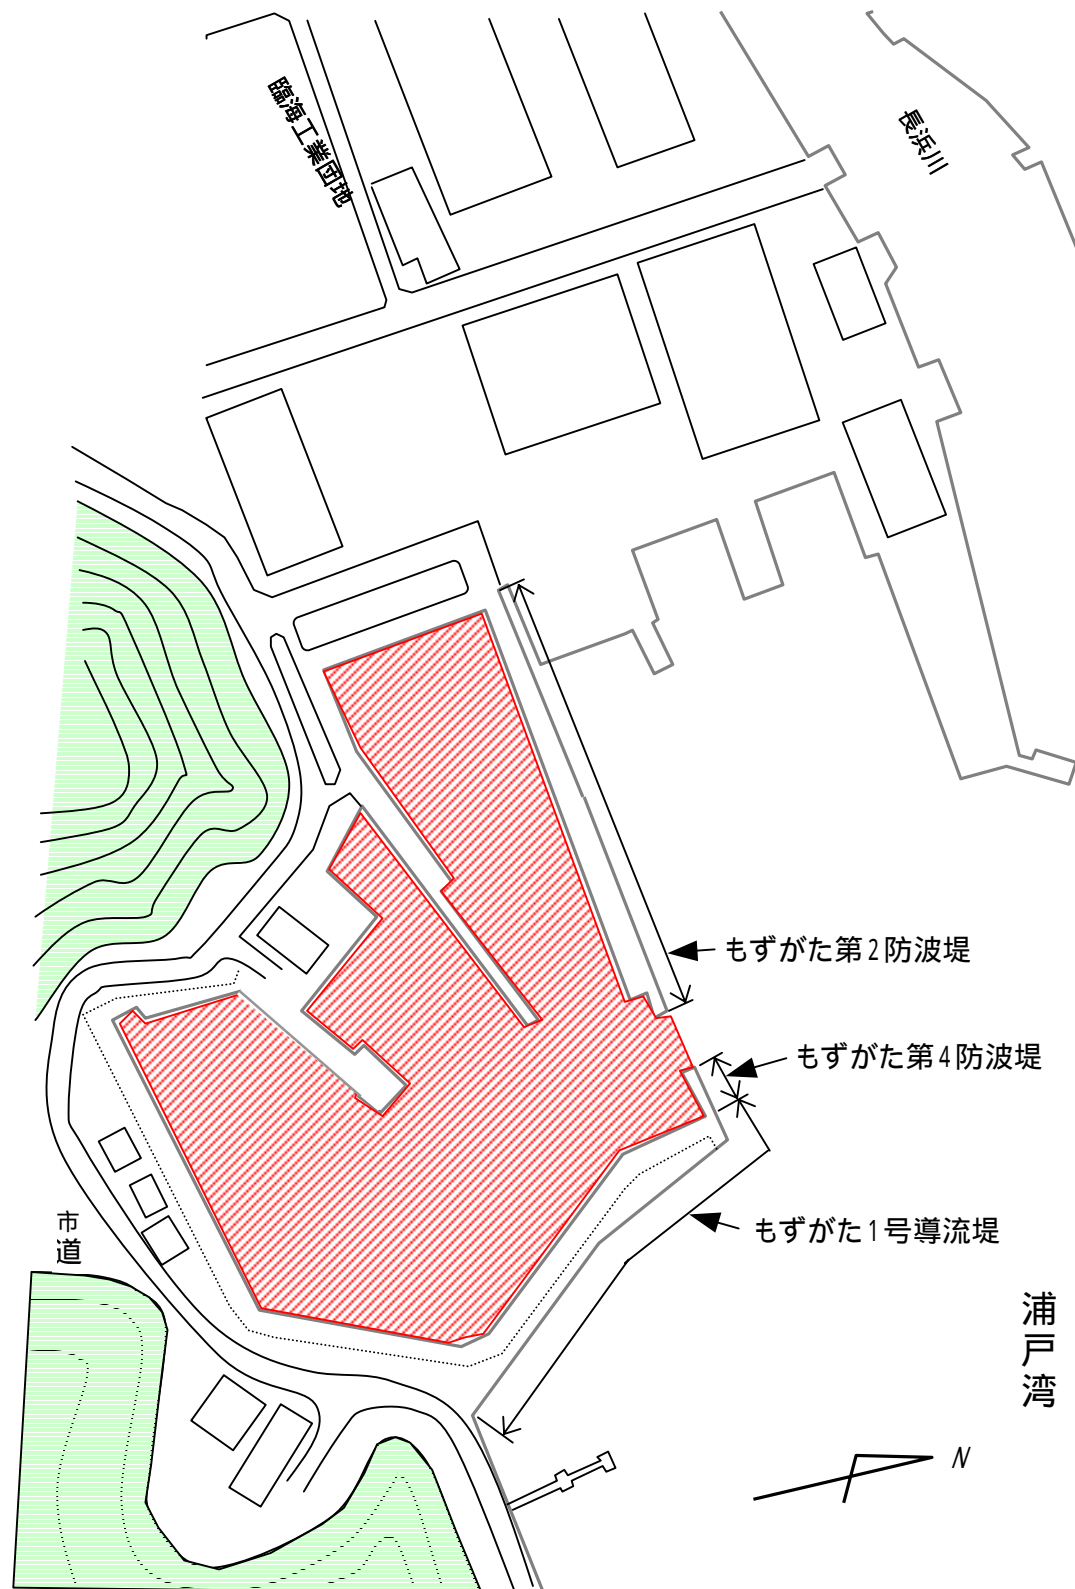 臨海工業団地
長浜川
もずがた第2防波堤
もずがた第4防波堤
もずがた1号導流堤
市道
浦戸湾
N